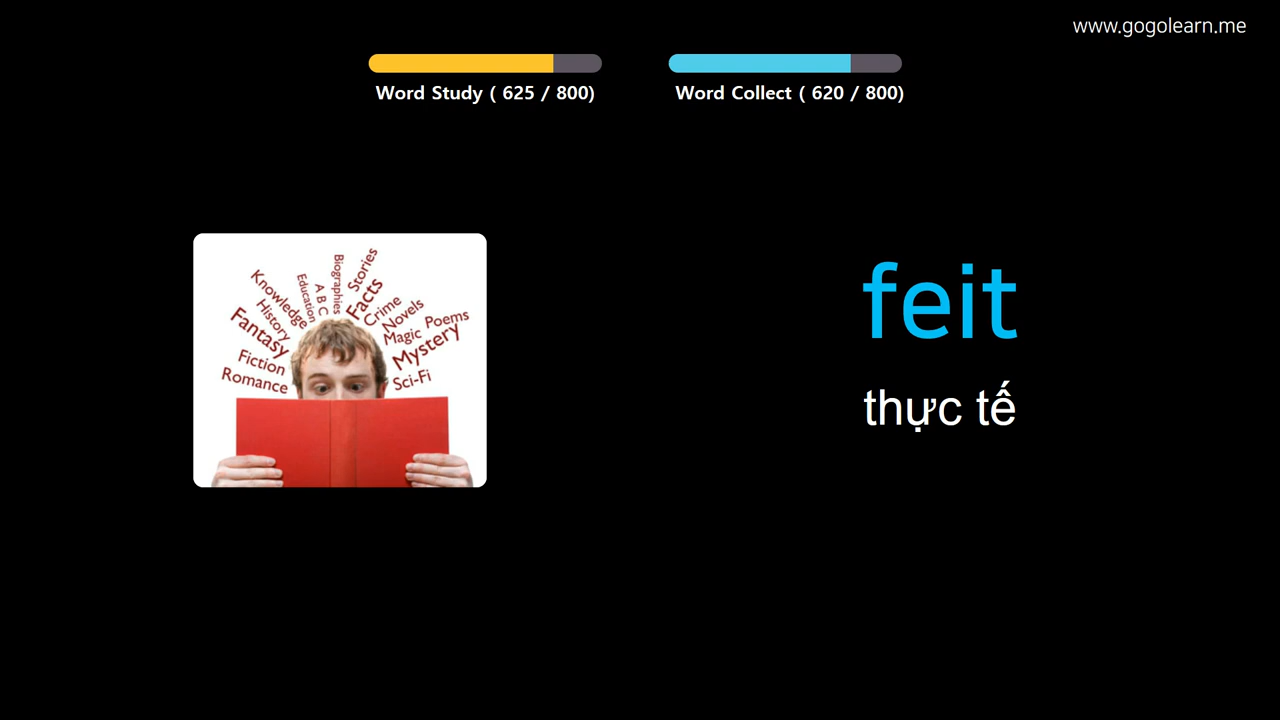 www.gogolearn.me
Word Study ( 625 / 800)
Word Collect ( 620 / 800)
Knowledge
History
Fantasy
Fiction
Romance
Education
A B C
Biographies
Stories
Facts
Crime
Novels
Magic
Poems
Mystery
Sci-Fi
feit
thực tế